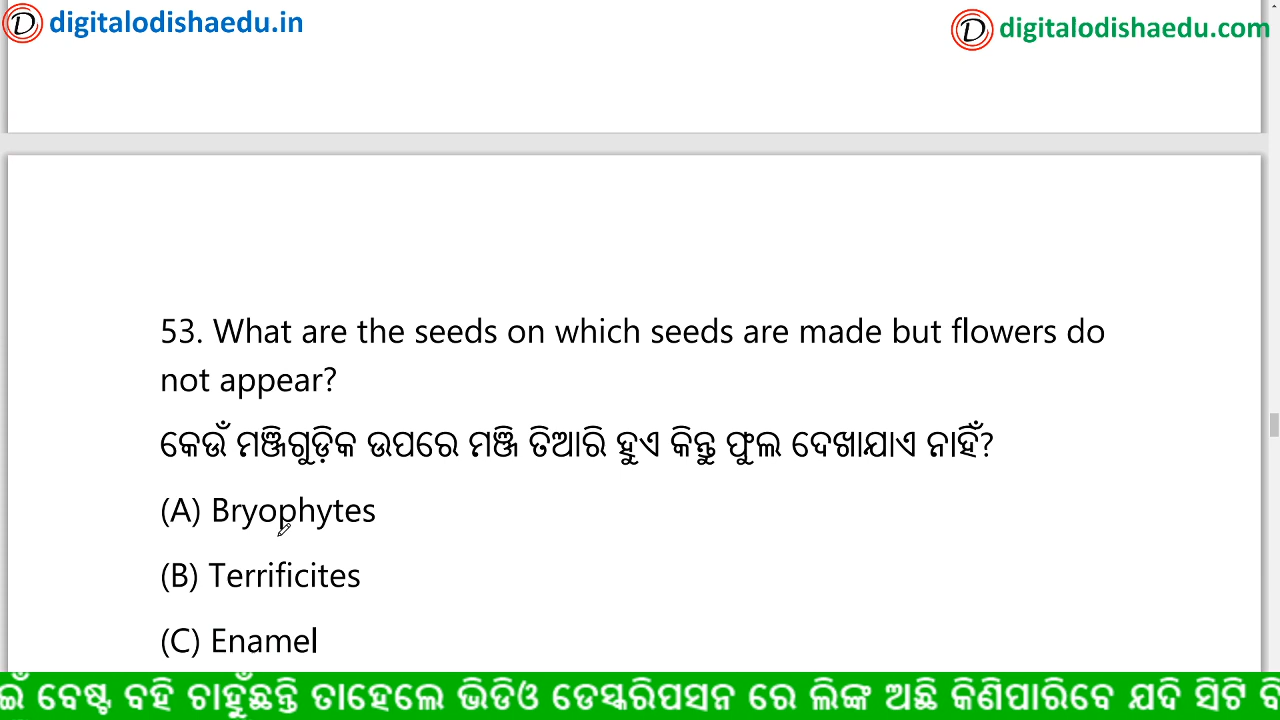 digitalodishaedu.in
digitalodishaedu.com
53. What are the seeds on which seeds are made but flowers do
not appear?
କେଉଁ ମଞ୍ଜିଗୁଡ଼ିକ ଉପରେ ମଞ୍ଜି ତିଆରି ହୁଏ କିନ୍ତୁ ଫୁଲ ଦେଖାଯାଏ ନାହିଁ?
(A) Bryophytes
(B) Terrificites
(C) Enamel
ବେଷ୍ଟ ବହି ଚାହୁଁଛନ୍ତି ତାହେଲେ ଭିଡିଓ ଡେସ୍କରିପସନ ରେ ଲିଙ୍କ ଅଛି କିଣିପାରିବେ ଯଦି ସିଟି